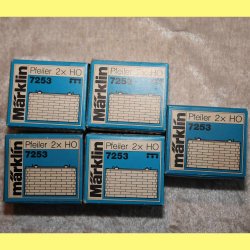 Märklin
Pfeiler 2x HO
7253
Märklin
Pfeiler 2x HO
7253
Märklin
Pfeiler 2x HO
7253
Märklin
Pfeiler 2x HO
7253
Märklin
Pfeiler 2x HO
7253